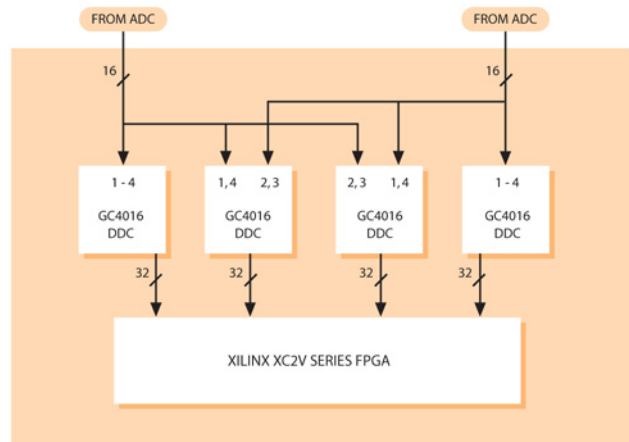 FROM ADC
FROM ADC
16
16
1 - 4
1, 4 2, 3
2, 3 1, 4
1 - 4
GC4016
DDC
GC4016
DDC
GC4016
DDC
GC4016
DDC
32
32
32
32
XILINX XC2V SERIES FPGA